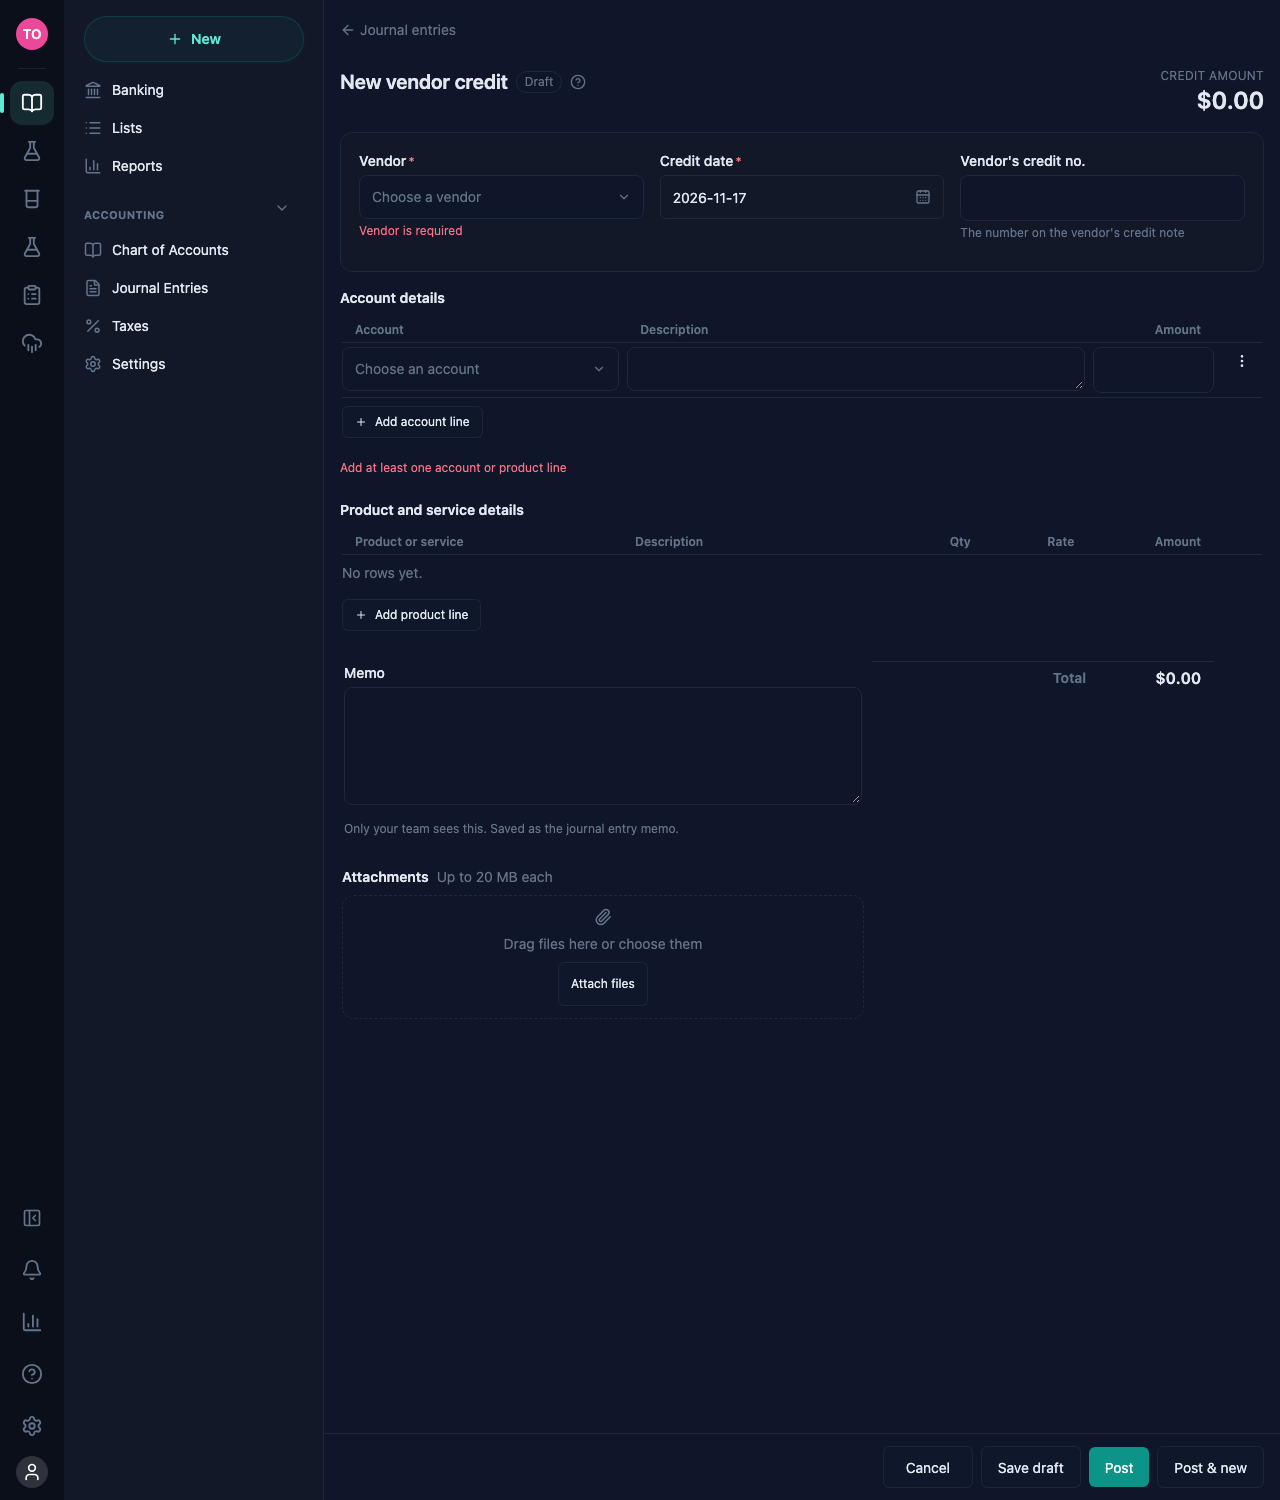 TO
New
Banking
Lists
Reports
ACCOUNTING
Chart of Accounts
Journal Entries
Taxes
Settings
Journal entries
New vendor credit Draft
CREDIT AMOUNT
$0.00
Vendor* Credit date* Vendor's credit no.
Choose a vendor 2026-11-17
Vendor is required The number on the vendor's credit note
Account details
Account Description Amount
Choose an account
Add account line
Add at least one account or product line
Product and service details
Product or service Description Qty Rate Amount
No rows yet.
Add product line
Memo
Total $0.00
Only your team sees this. Saved as the journal entry memo.
Attachments Up to 20 MB each
Drag files here or choose them
Attach files
Cancel Save draft Post Post & new